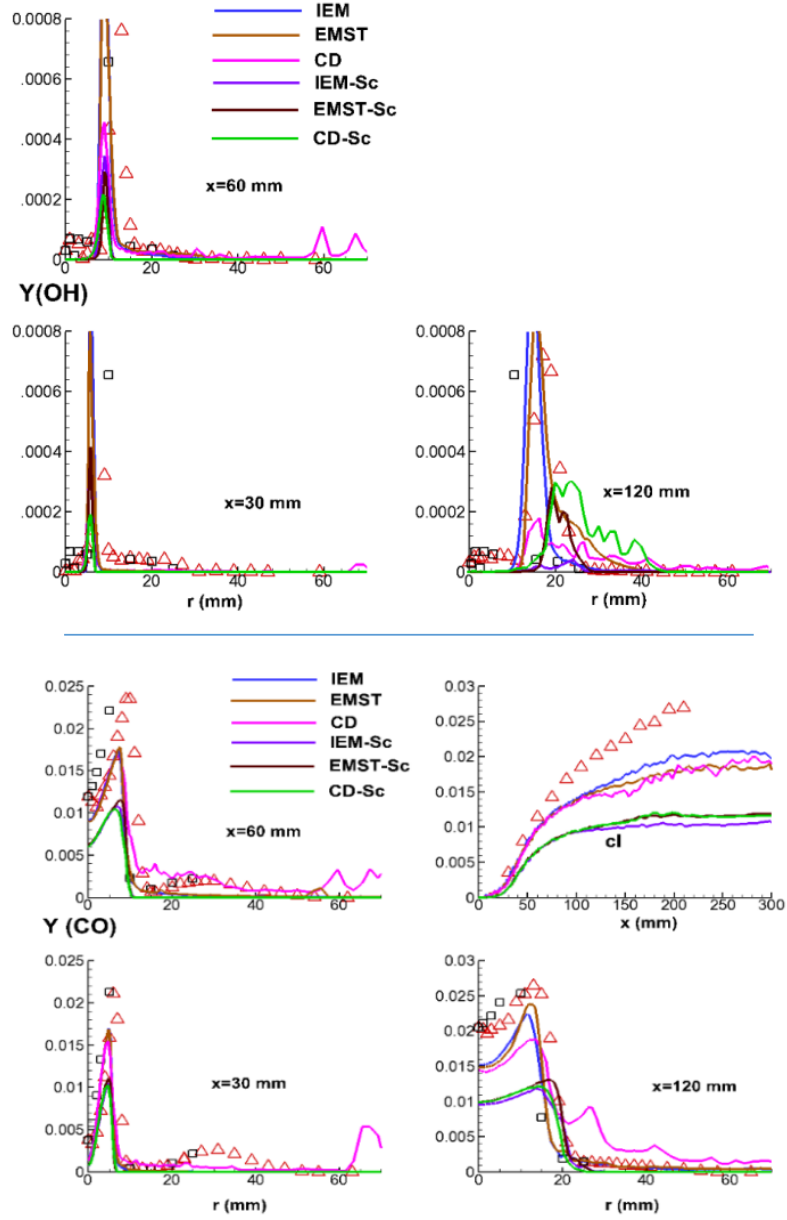 0.0008
0.0006
.0004
0.0002
0
0
20
40
60
IEM
EMST
CD
IEM-Sc
EMST-Sc
CD-Sc
x=60 mm
Y(OH)
0.0008
0.0006
.0004
.0002
0
0
20
40
60
x=30 mm
r (mm)
0.0008
0.0006
.0004
.0002
0
0
20
40
60
x=120 mm
r (mm)
0.025
0.02
0.015
0.01
0.005
0
0
20
40
60
IEM
EMST
CD
IEM-Sc
EMST-Sc
CD-Sc
x=60 mm
Y (CO)
0.03
0.025
0.02
0.015
0.01
0.005
0
0
50
100
150
200
250
300
cl
x (mm)
0.025
0.02
0.015
0.01
0.005
0
0
20
40
60
x=30 mm
r (mm)
0.03
0.025
0.02
0.015
0.01
0.005
0
0
20
40
60
x=120 mm
r (mm)